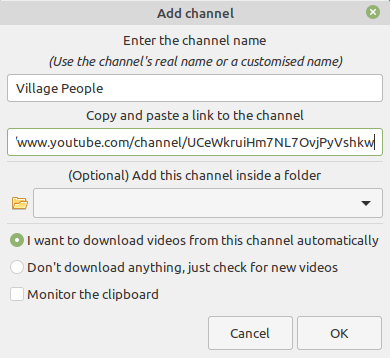 Add channel
Enter the channel name
(Use the channel's real name or a customised name)
Village People
Copy and paste a link to the channel
'www.youtube.com/channel/UCeWkruiHm7NL7OvjPyVshkw
(Optional) Add this channel inside a folder
I want to download videos from this channel automatically
Don't download anything, just check for new videos
Monitor the clipboard
Cancel OK